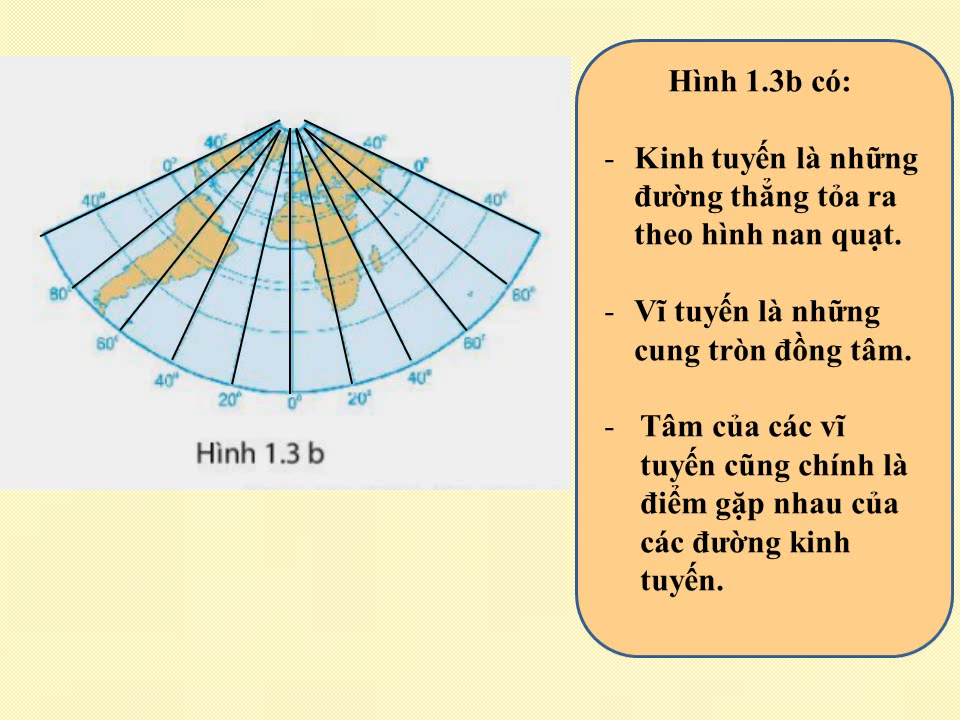 Hình 1.3b có:
- Kinh tuyến là những
đường thẳng tỏa ra
theo hình nan quạt.
- Vĩ tuyến là những
cung tròn đồng tâm.
- Tâm của các vĩ
tuyến cũng chính là
điểm gặp nhau của
các đường kinh
tuyến.
40° 40°
0° 0°
40° 40°
80° 60°
60° 60°
40° 40°
20° 20°
0°
Hình 1.3 b